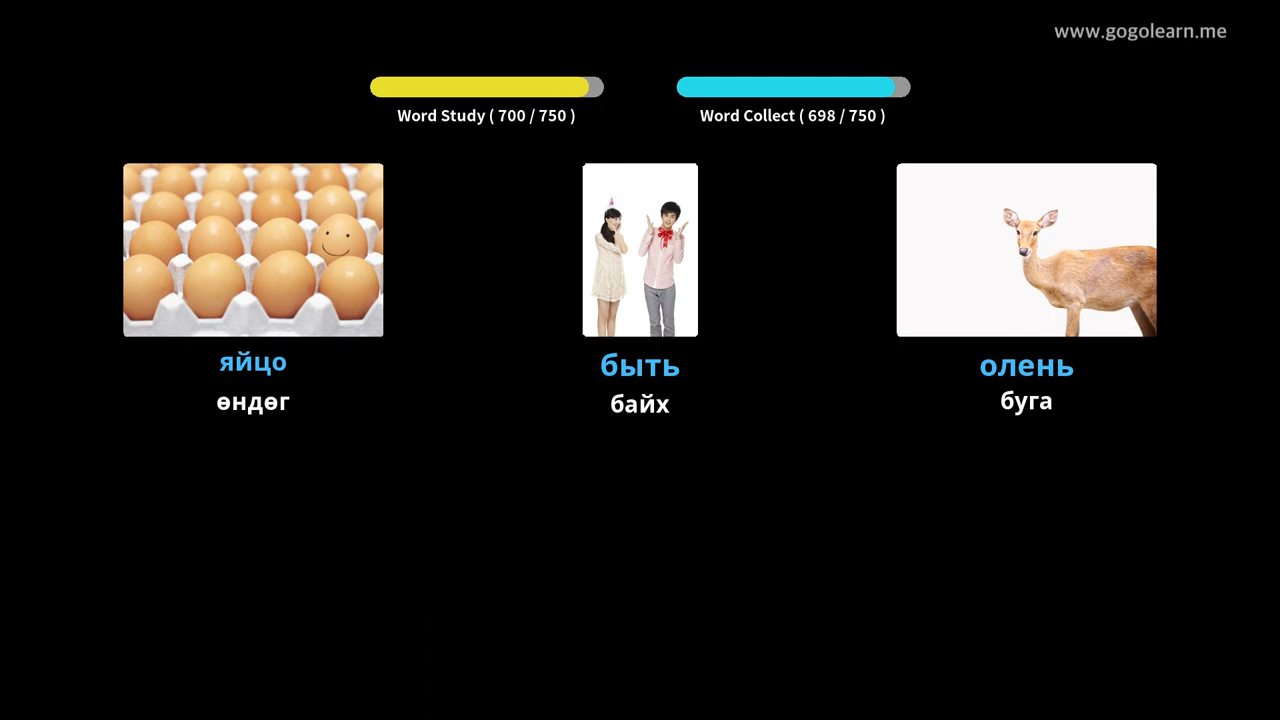 www.gogolearn.me
Word Study ( 700 / 750 )
Word Collect ( 698 / 750 )
яйцо
өндөг
быть
байх
олень
буга